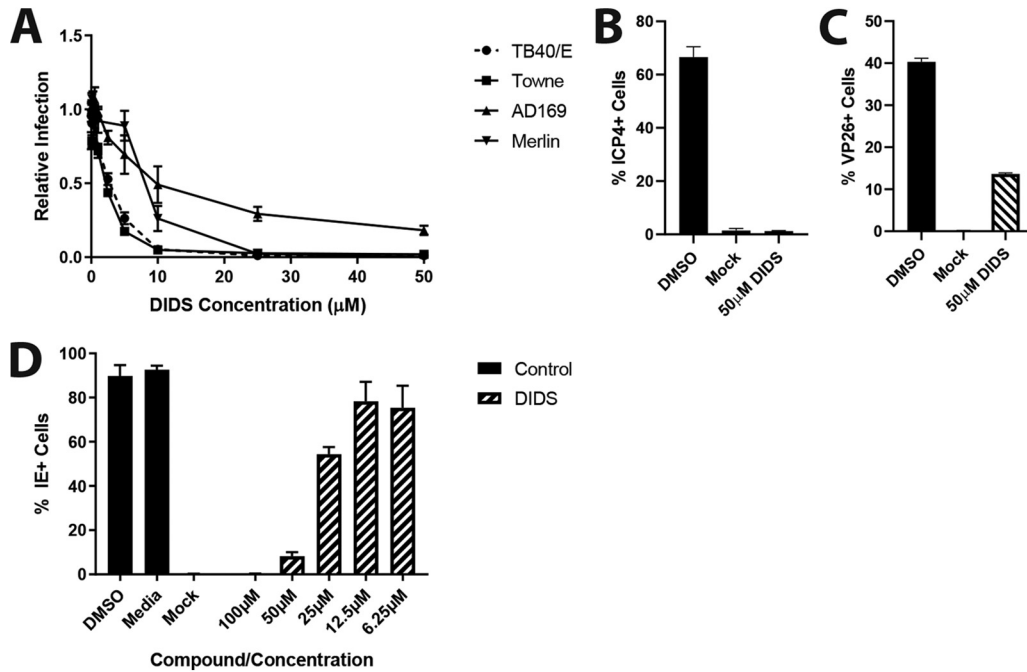 A
Relative Infection
1.5
1.0
0.5
0.0
0 10 20 30 40 50
DIDS Concentration (μM)
TB40/E
Towne
AD169
Merlin
B
% ICP4+ Cells
80
60
40
20
0
DMSO
Mock
50μM DIDS
C
% VP26+ Cells
50
40
30
20
10
0
DMSO
Mock
50μM DIDS
D
% IE+ Cells
100
80
60
40
20
0
DMSO
Media
Mock
100μM
50μM
25μM
12.5μM
6.25μM
Compound/Concentration
Control
DIDS